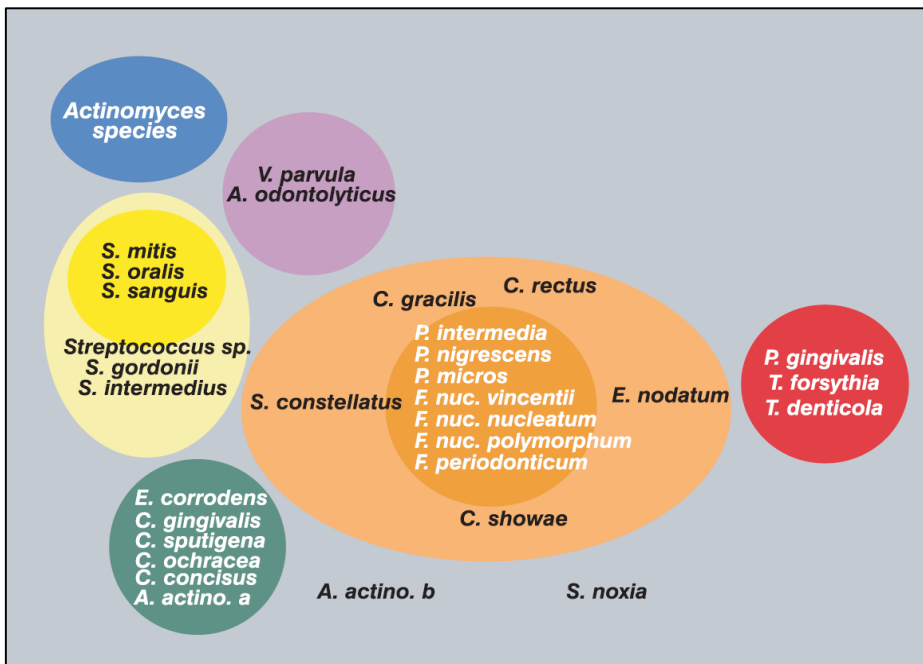 Actinomyces
species
V. parvula
A. odontolyticus
S. mitis
S. oralis
S. sanguis
Streptococcus sp.
S. gordonii
S. intermedius
C. gracilis
C. rectus
P. intermedia
P. nigrescens
P. micros
F. nuc. vincentii
F. nuc. nucleatum
F. nuc. polymorphum
F. periodonticum
S. constellatus
E. nodatum
C. showae
P. gingivalis
T. forsythia
T. denticola
E. corrodens
C. gingivalis
C. sputigena
C. ochracea
C. concisus
A. actino. a
A. actino. b
S. noxia